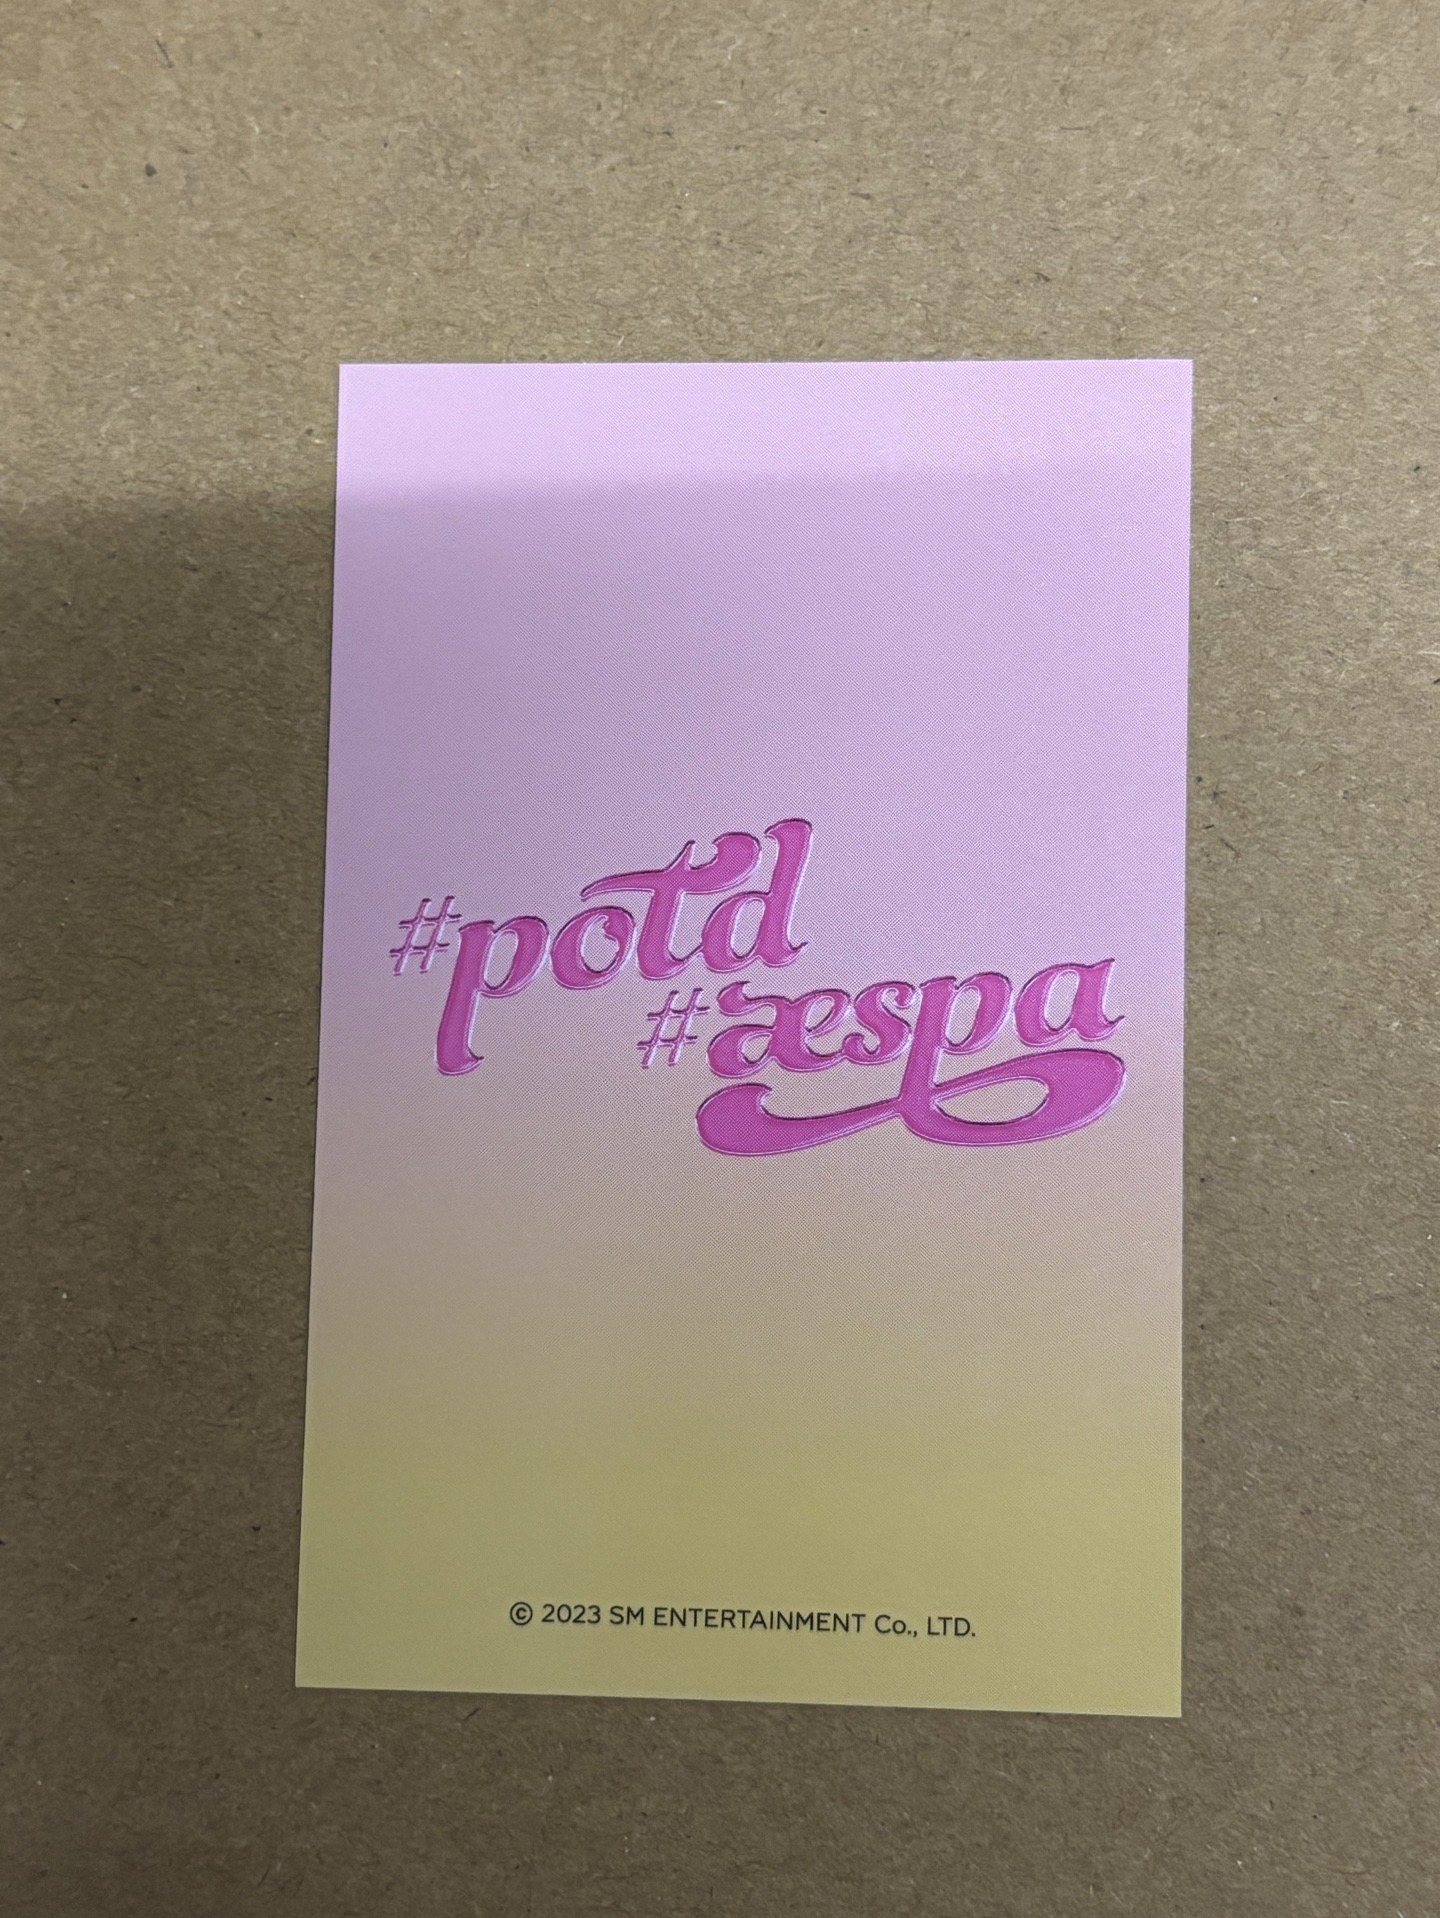 #potd
#æspa
© 2023 SM ENTERTAINMENT Co., LTD.